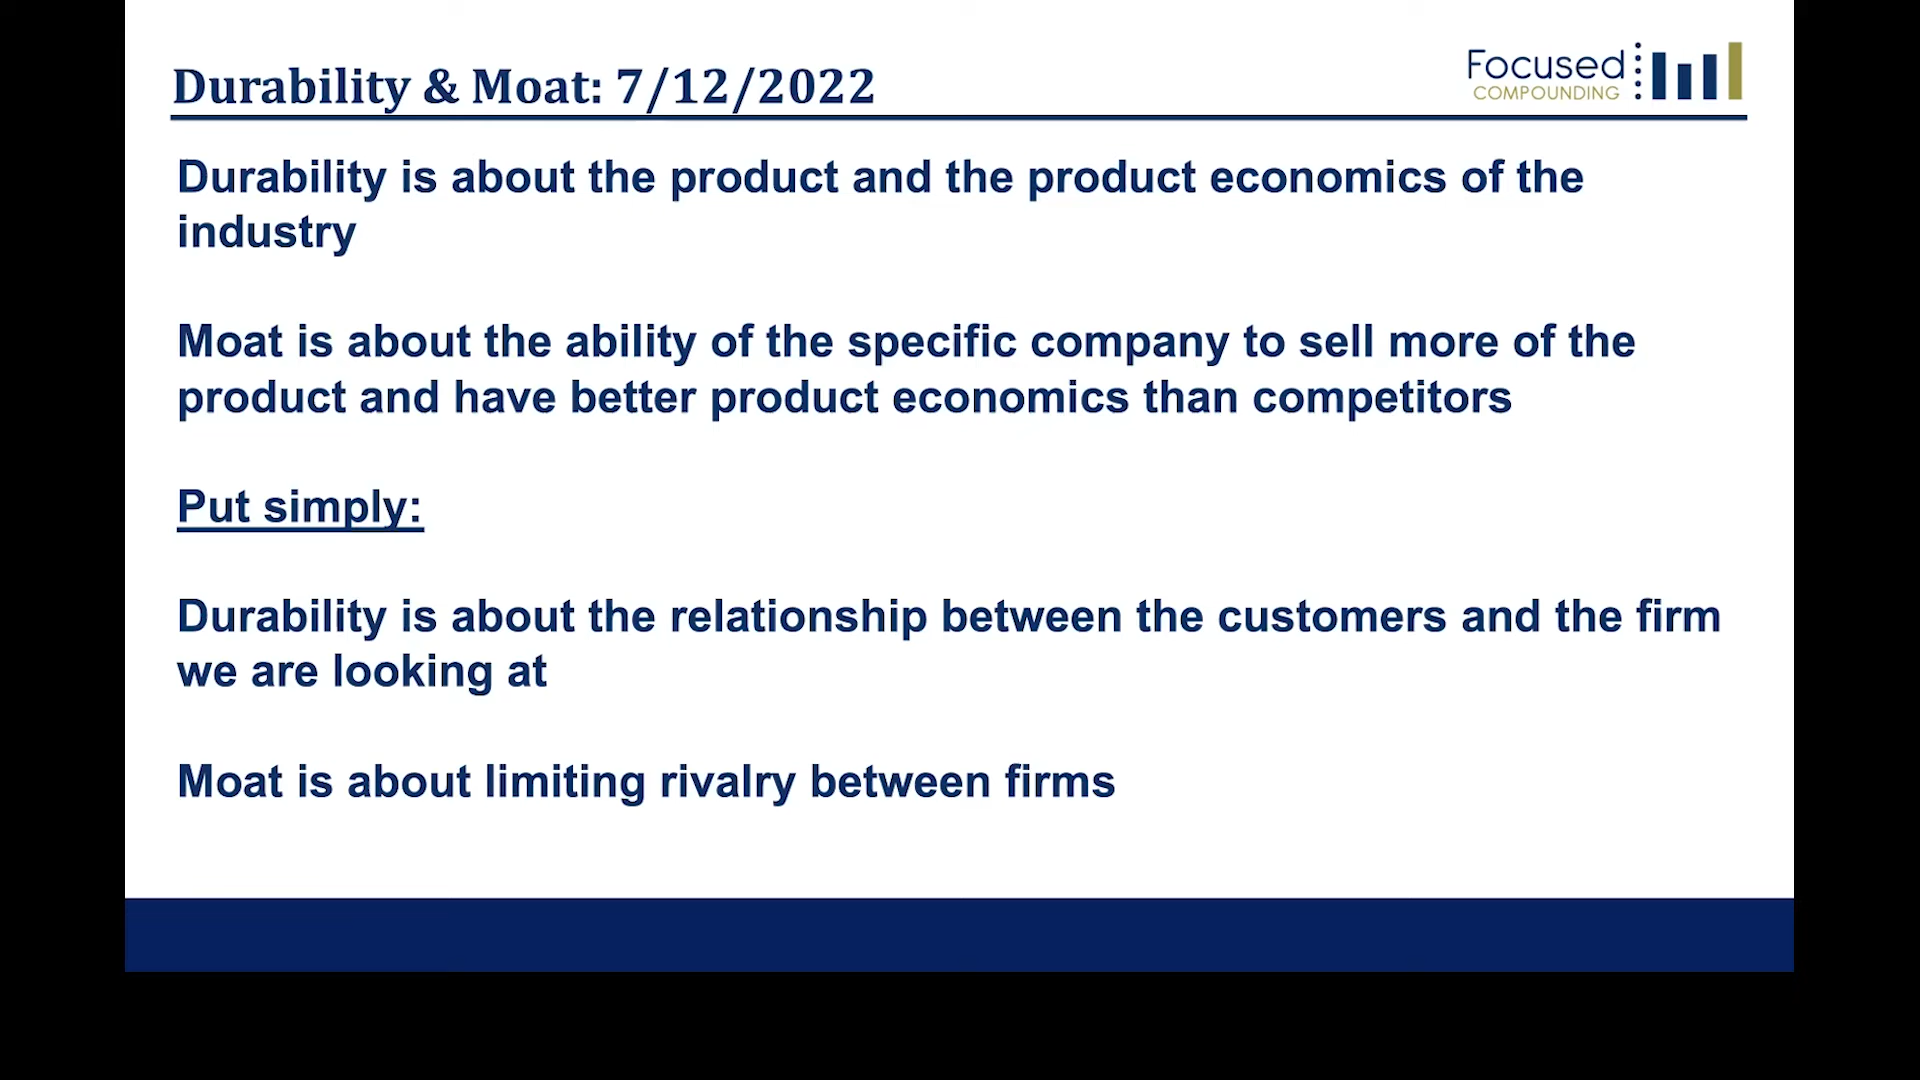 Durability & Moat: 7/12/2022
Focused
COMPOUNDING
Durability is about the product and the product economics of the
industry
Moat is about the ability of the specific company to sell more of the
product and have better product economics than competitors
Put simply:
Durability is about the relationship between the customers and the firm
we are looking at
Moat is about limiting rivalry between firms